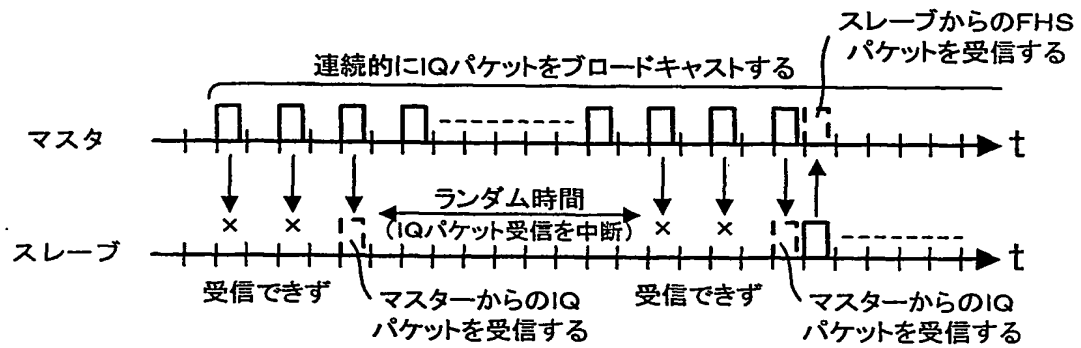 スレーブからのFHS
パケットを受信する
連続的にIQパケットをブロードキャストする
マスタ
t
ランダム時間
(IQパケット受信を中断)
× × × ×
スレーブ
t
受信できず
マスターからのIQ
パケットを受信する
受信できず
マスターからのIQ
パケットを受信する